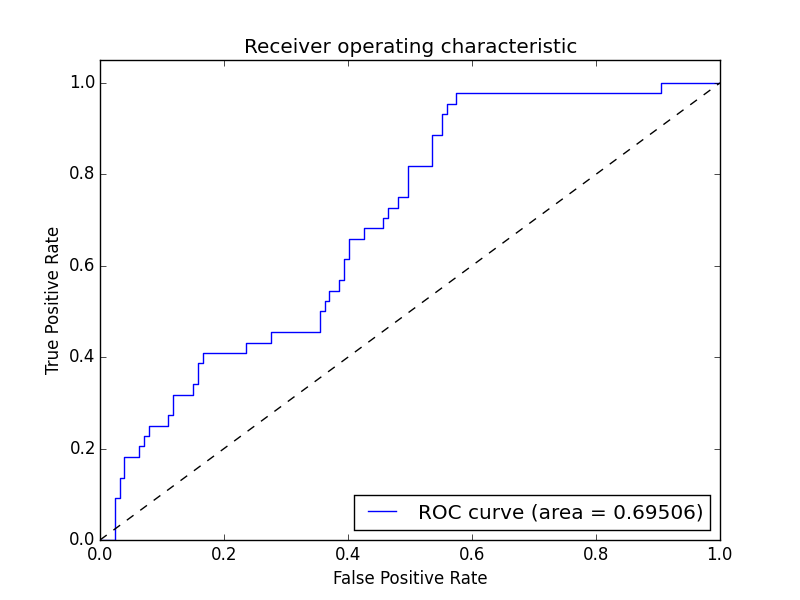 Receiver operating characteristic
True Positive Rate
1.0
0.8
0.6
0.4
0.2
0.0
ROC curve (area = 0.69506)
0.0 0.2 0.4 0.6 0.8 1.0
False Positive Rate